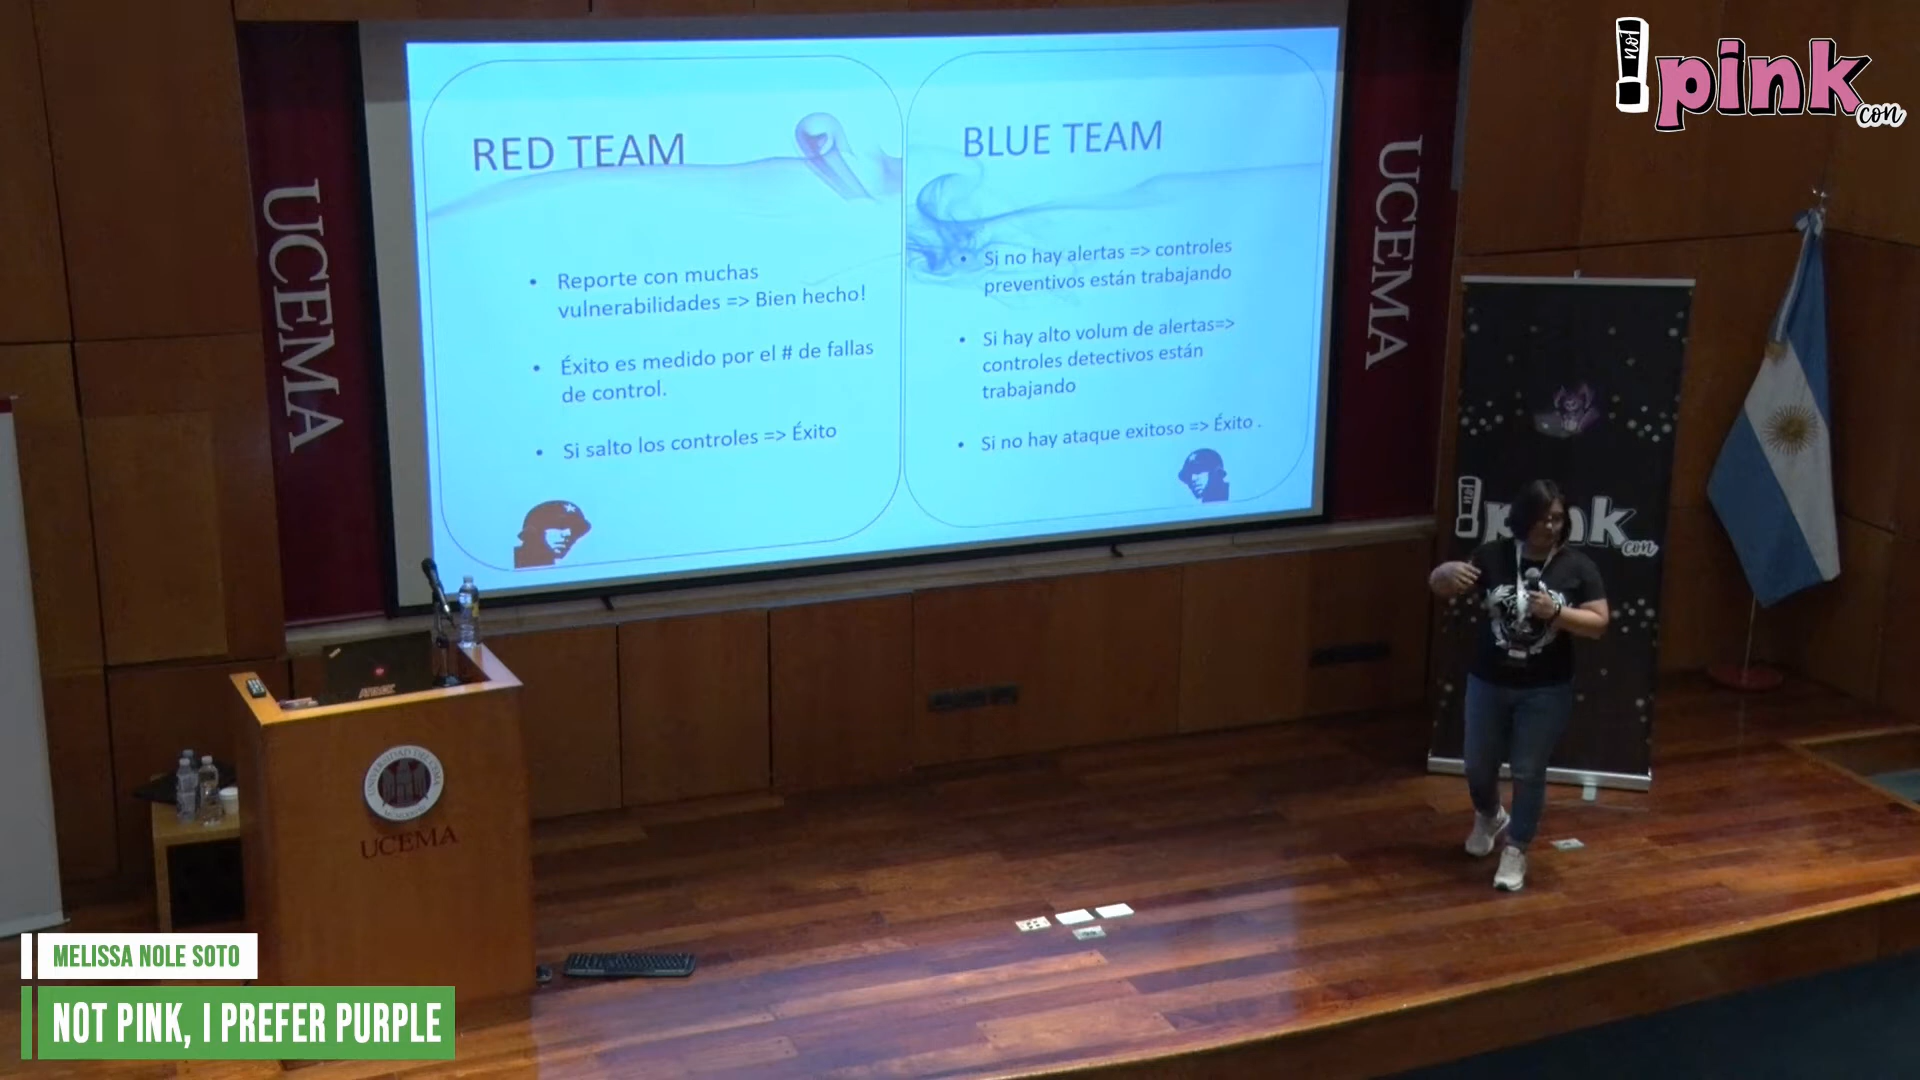 !not pink con
UCEMA
RED TEAM
• Reporte con muchas
vulnerabilidades => Bien hecho!
• Éxito es medido por el # de fallas
de control.
• Si salto los controles => Éxito
BLUE TEAM
• Si no hay alertas => controles
preventivos están trabajando
• Si hay alto volum de alertas=>
controles detectivos están
trabajando
• Si no hay ataque exitoso => Éxito .
UCEMA
UCEMA
con
MELISSA NOLE SOTO
NOT PINK, I PREFER PURPLE